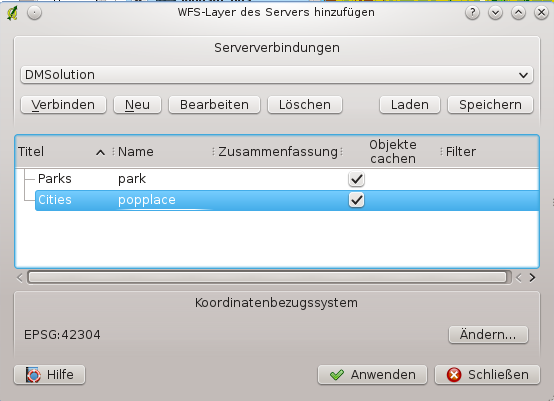 WFS-Layer des Servers hinzufügen
Serververbindungen
DMSolution
Verbinden Neu Bearbeiten Löschen Laden Speichern
Titel Name Zusammenfassung Objekte cachen Filter
Parks park
Cities popplace
Koordinatenbezugssystem
EPSG:42304 Ändern...
Hilfe Anwenden Schließen